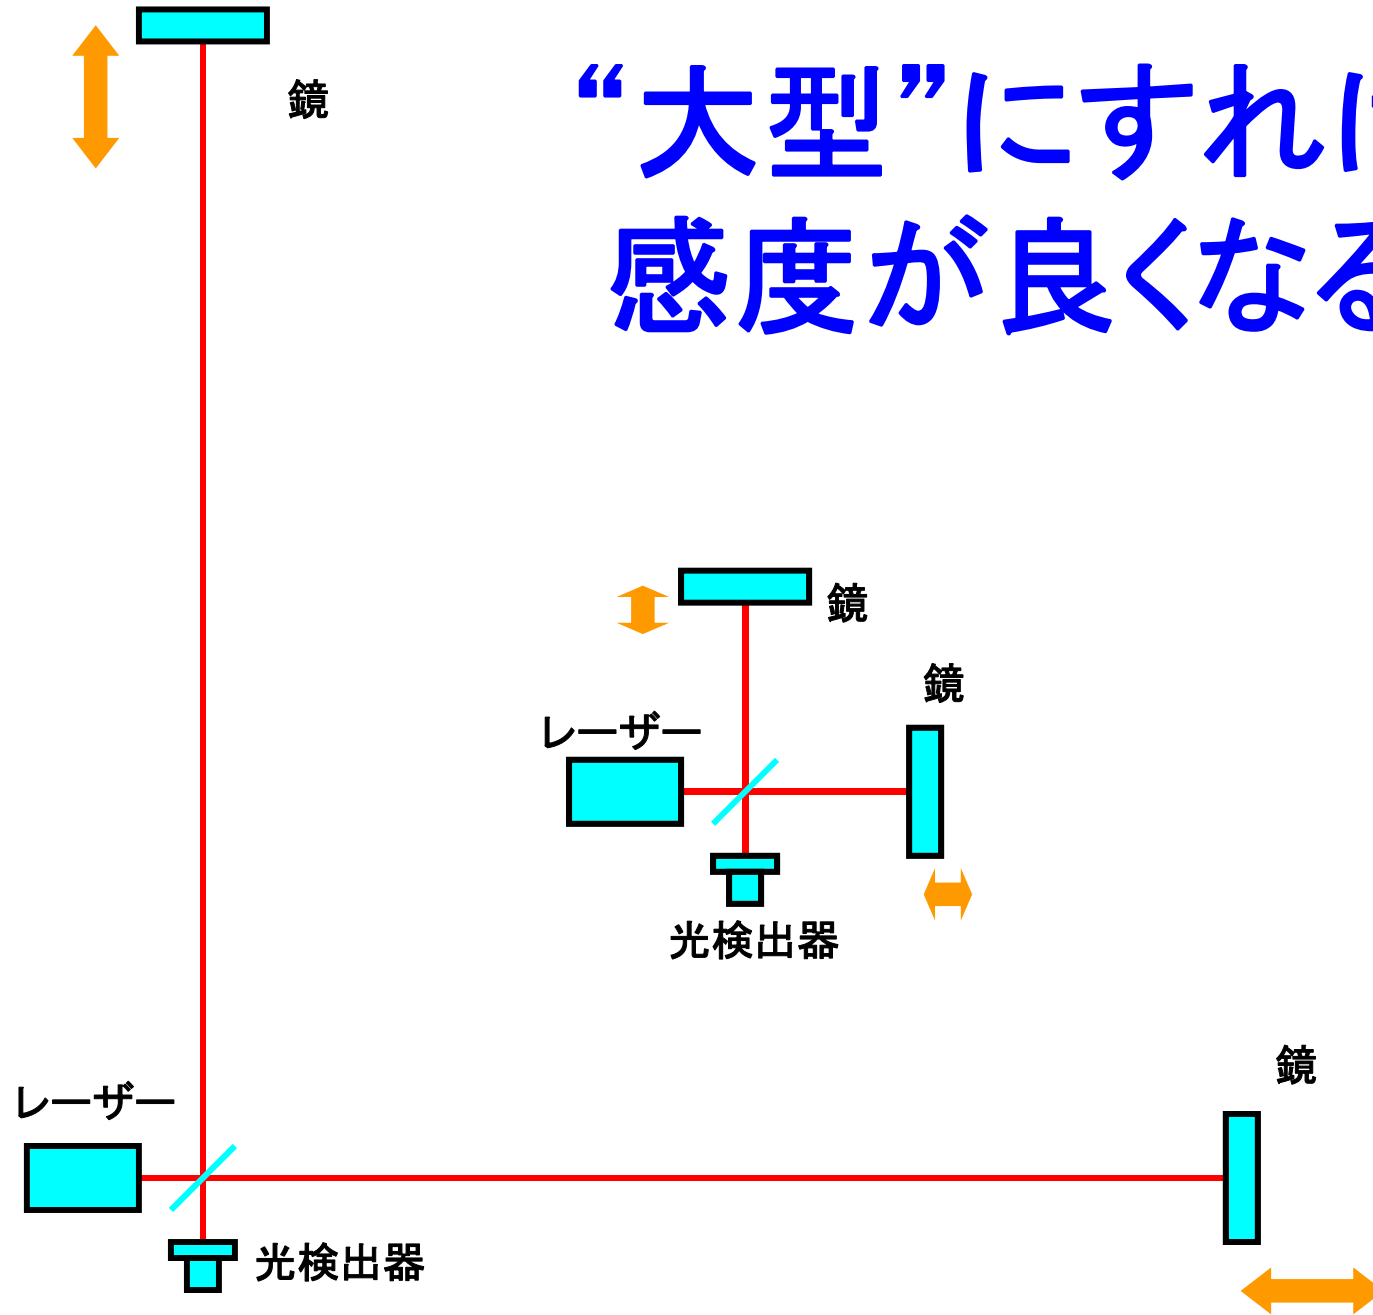 “大型”にすれば
感度が良くなる
鏡
鏡
鏡
レーザー
光検出器
鏡
レーザー
光検出器